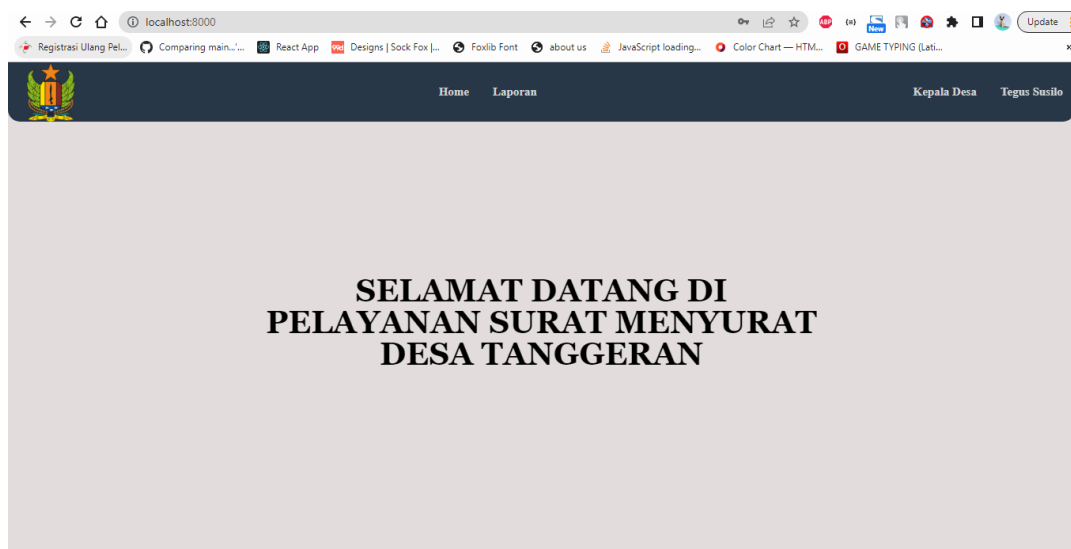 localhost:8000
New
Update
Registrasi Ulang Pel... Comparing main...'... React App 99d Designs | Sock Fox |... Foxlib Font about us JavaScript loading... Color Chart — HTM... GAME TYPING (Lati...
Home Laporan Kepala Desa Tegus Susilo
SELAMAT DATANG DI
PELAYANAN SURAT MENYURAT
DESA TANGGERAN